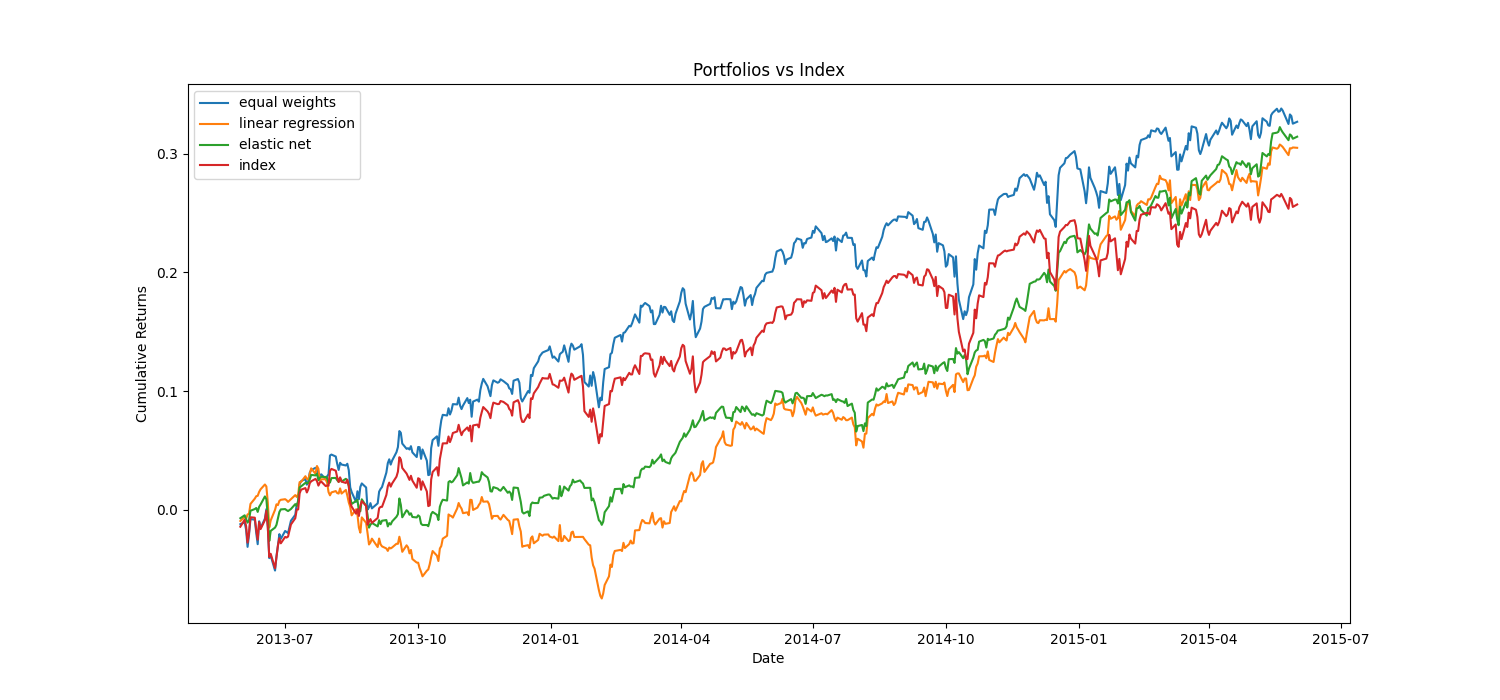 Portfolios vs Index
equal weights
linear regression
elastic net
index
Cumulative Returns
0.3
0.2
0.1
0.0
2013-07 2013-10 2014-01 2014-04 2014-07 2014-10 2015-01 2015-04 2015-07
Date